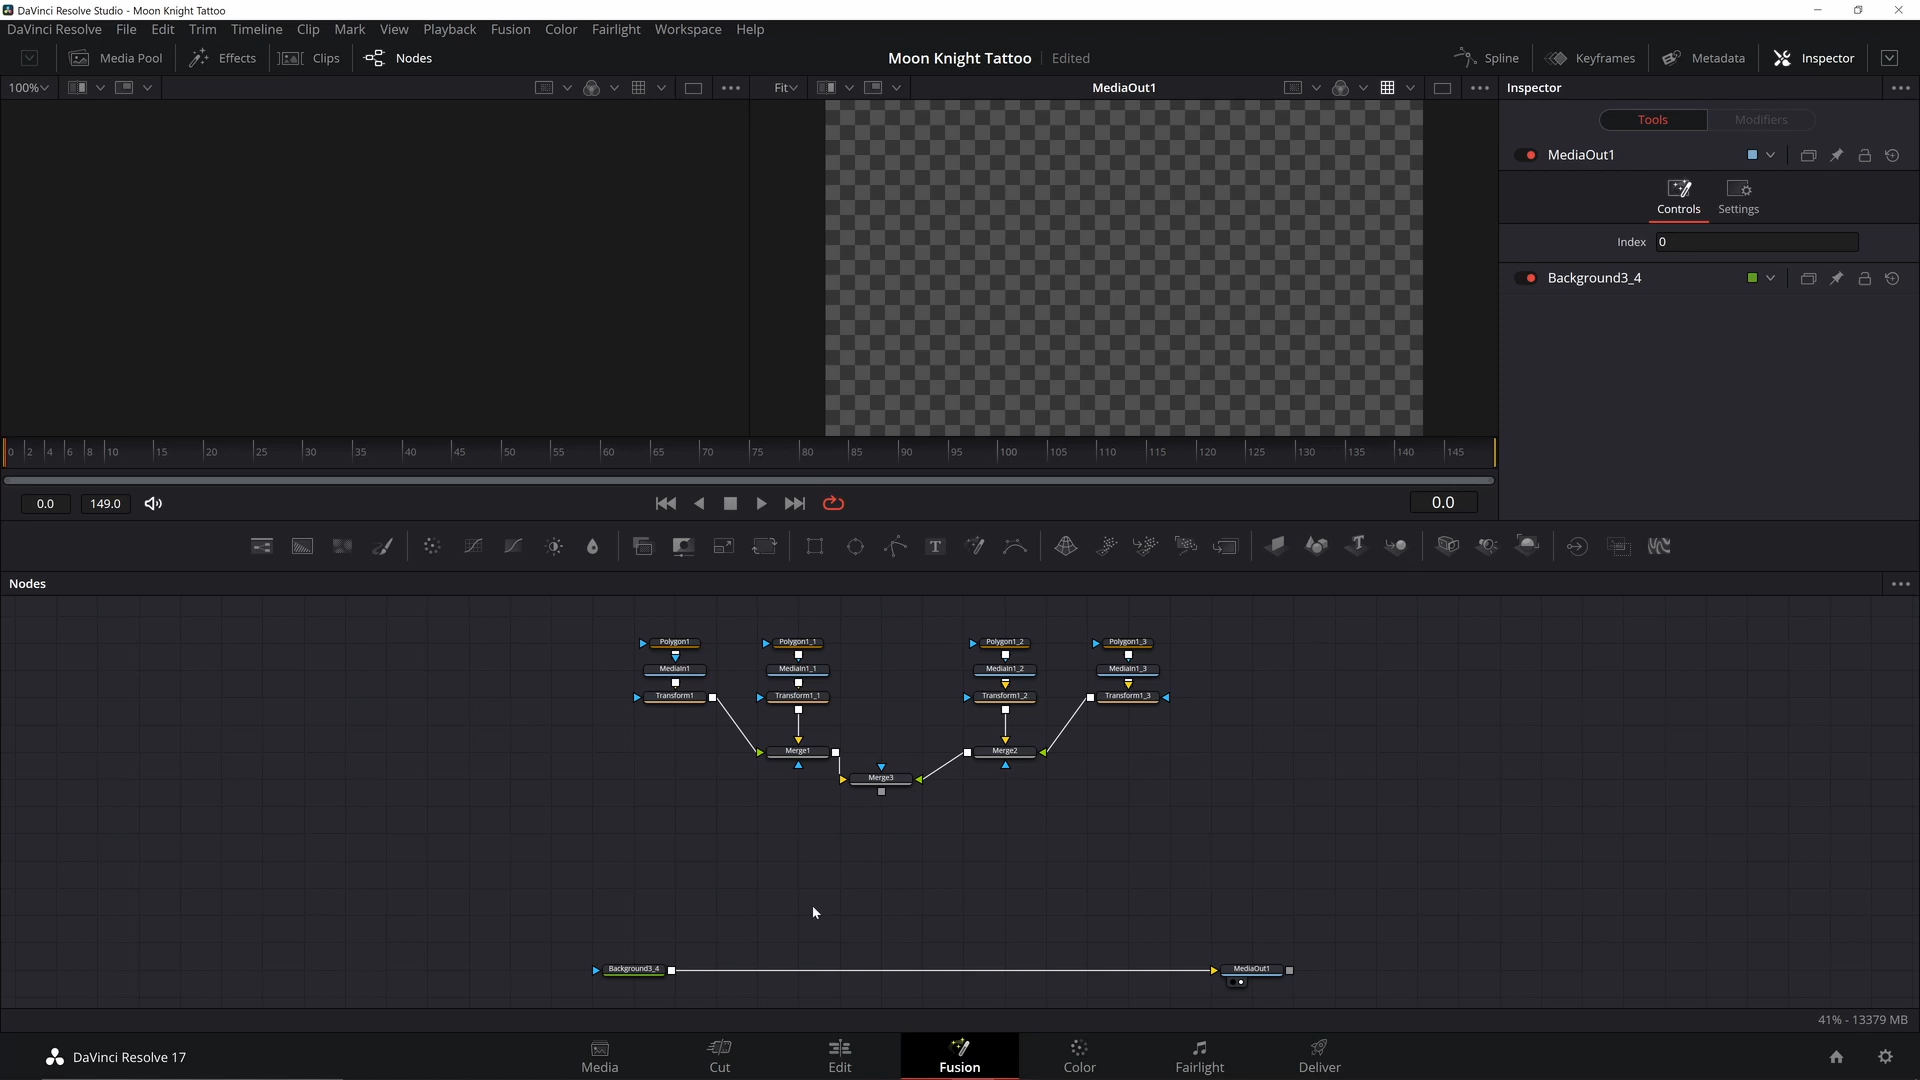 DaVinci Resolve Studio - Moon Knight Tattoo
DaVinci Resolve File Edit Trim Timeline Clip Mark View Playback Fusion Color Fairlight Workspace Help
Media Pool Effects Clips Nodes Moon Knight Tattoo Edited Spline Keyframes Metadata Inspector
100% Fit MediaOut1 Inspector
Tools Modifiers
MediaOut1
Controls Settings
Index 0
Background3_4
0 2 4 6 8 10 15 20 25 30 35 40 45 50 55 60 65 70 75 80 85 90 95 100 105 110 115 120 125 130 135 140 145
0.0 149.0 0.0
Nodes
Polygon1 Polygon1_1 Polygon1_2 Polygon1_3
MediaIn1 MediaIn1_1 MediaIn1_2 MediaIn1_3
Transform1 Transform1_1 Transform1_2 Transform1_3
Merge1 Merge2
Merge3
Background3_4 MediaOut1
41% - 13379 MB
DaVinci Resolve 17 Media Cut Edit Fusion Color Fairlight Deliver